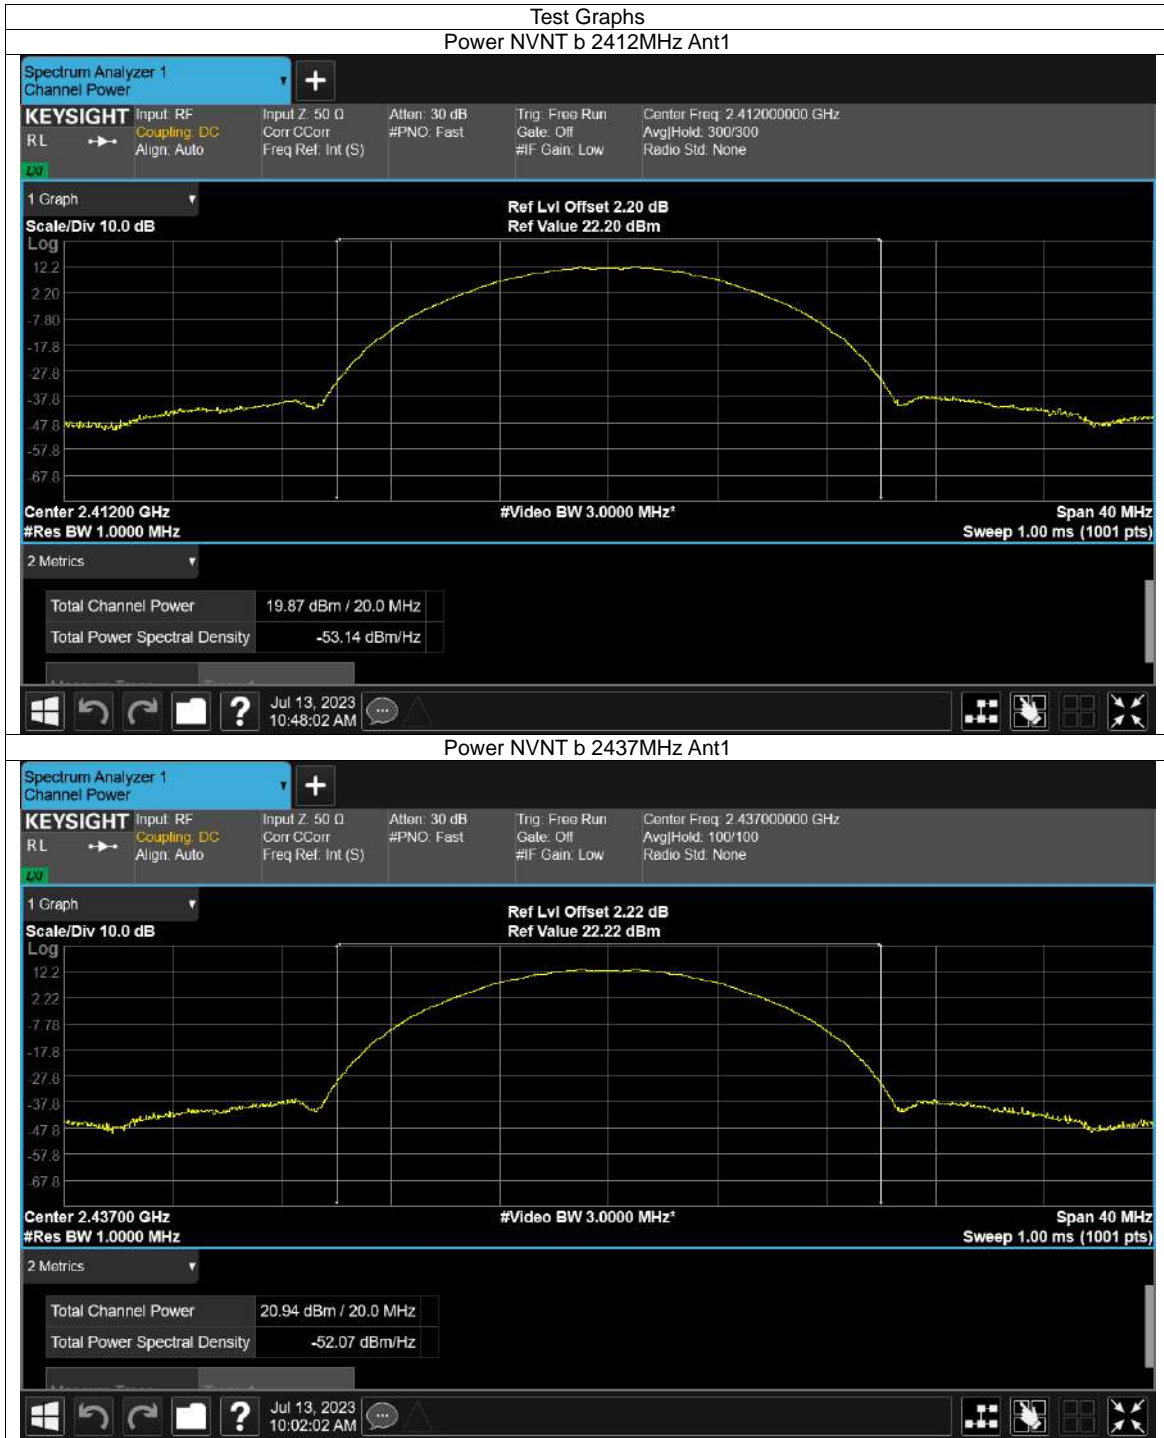 Test Graphs
Power NVNT b 2412MHz Ant1
Spectrum Analyzer 1
Channel Power
KEYSIGHT
RL
LXI
Input: RF
Coupling: DC
Align: Auto
Input Z: 50 Ω
Corr CCorr
Freq Ref: Int (S)
Atten: 30 dB
#PNO: Fast
Trig: Free Run
Gate: Off
#IF Gain: Low
Center Freq: 2.412000000 GHz
Avg|Hold: 300/300
Radio Std: None
1 Graph
Scale/Div 10.0 dB
Ref Lvl Offset 2.20 dB
Ref Value 22.20 dBm
Log
12.2
2.20
-7.80
-17.8
-27.8
-37.8
-47.8
-57.8
-67.8
Center 2.41200 GHz
#Res BW 1.0000 MHz
#Video BW 3.0000 MHz*
Span 40 MHz
Sweep 1.00 ms (1001 pts)
2 Metrics
Total Channel Power 19.87 dBm / 20.0 MHz
Total Power Spectral Density -53.14 dBm/Hz
Jul 13, 2023
10:48:02 AM
Power NVNT b 2437MHz Ant1
Spectrum Analyzer 1
Channel Power
KEYSIGHT
RL
LXI
Input: RF
Coupling: DC
Align: Auto
Input Z: 50 Ω
Corr CCorr
Freq Ref: Int (S)
Atten: 30 dB
#PNO: Fast
Trig: Free Run
Gate: Off
#IF Gain: Low
Center Freq: 2.437000000 GHz
Avg|Hold: 100/100
Radio Std: None
1 Graph
Scale/Div 10.0 dB
Ref Lvl Offset 2.22 dB
Ref Value 22.22 dBm
Log
12.2
2.22
-7.78
-17.8
-27.8
-37.8
-47.8
-57.8
-67.8
Center 2.43700 GHz
#Res BW 1.0000 MHz
#Video BW 3.0000 MHz*
Span 40 MHz
Sweep 1.00 ms (1001 pts)
2 Metrics
Total Channel Power 20.94 dBm / 20.0 MHz
Total Power Spectral Density -52.07 dBm/Hz
Jul 13, 2023
10:02:02 AM